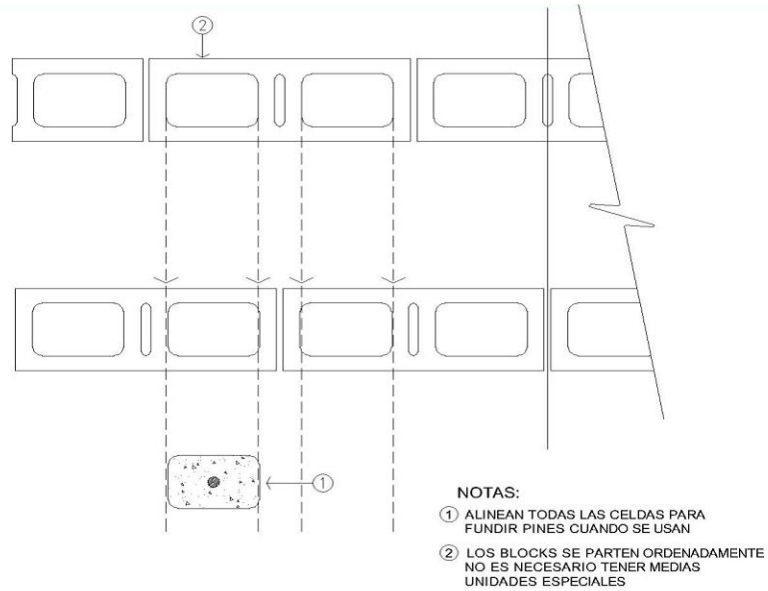 2
1
NOTAS:
1 ALINEAN TODAS LAS CELDAS PARA
FUNDIR PINES CUANDO SE USAN
2 LOS BLOCKS SE PARTEN ORDENADAMENTE
NO ES NECESARIO TENER MEDIAS
UNIDADES ESPECIALES